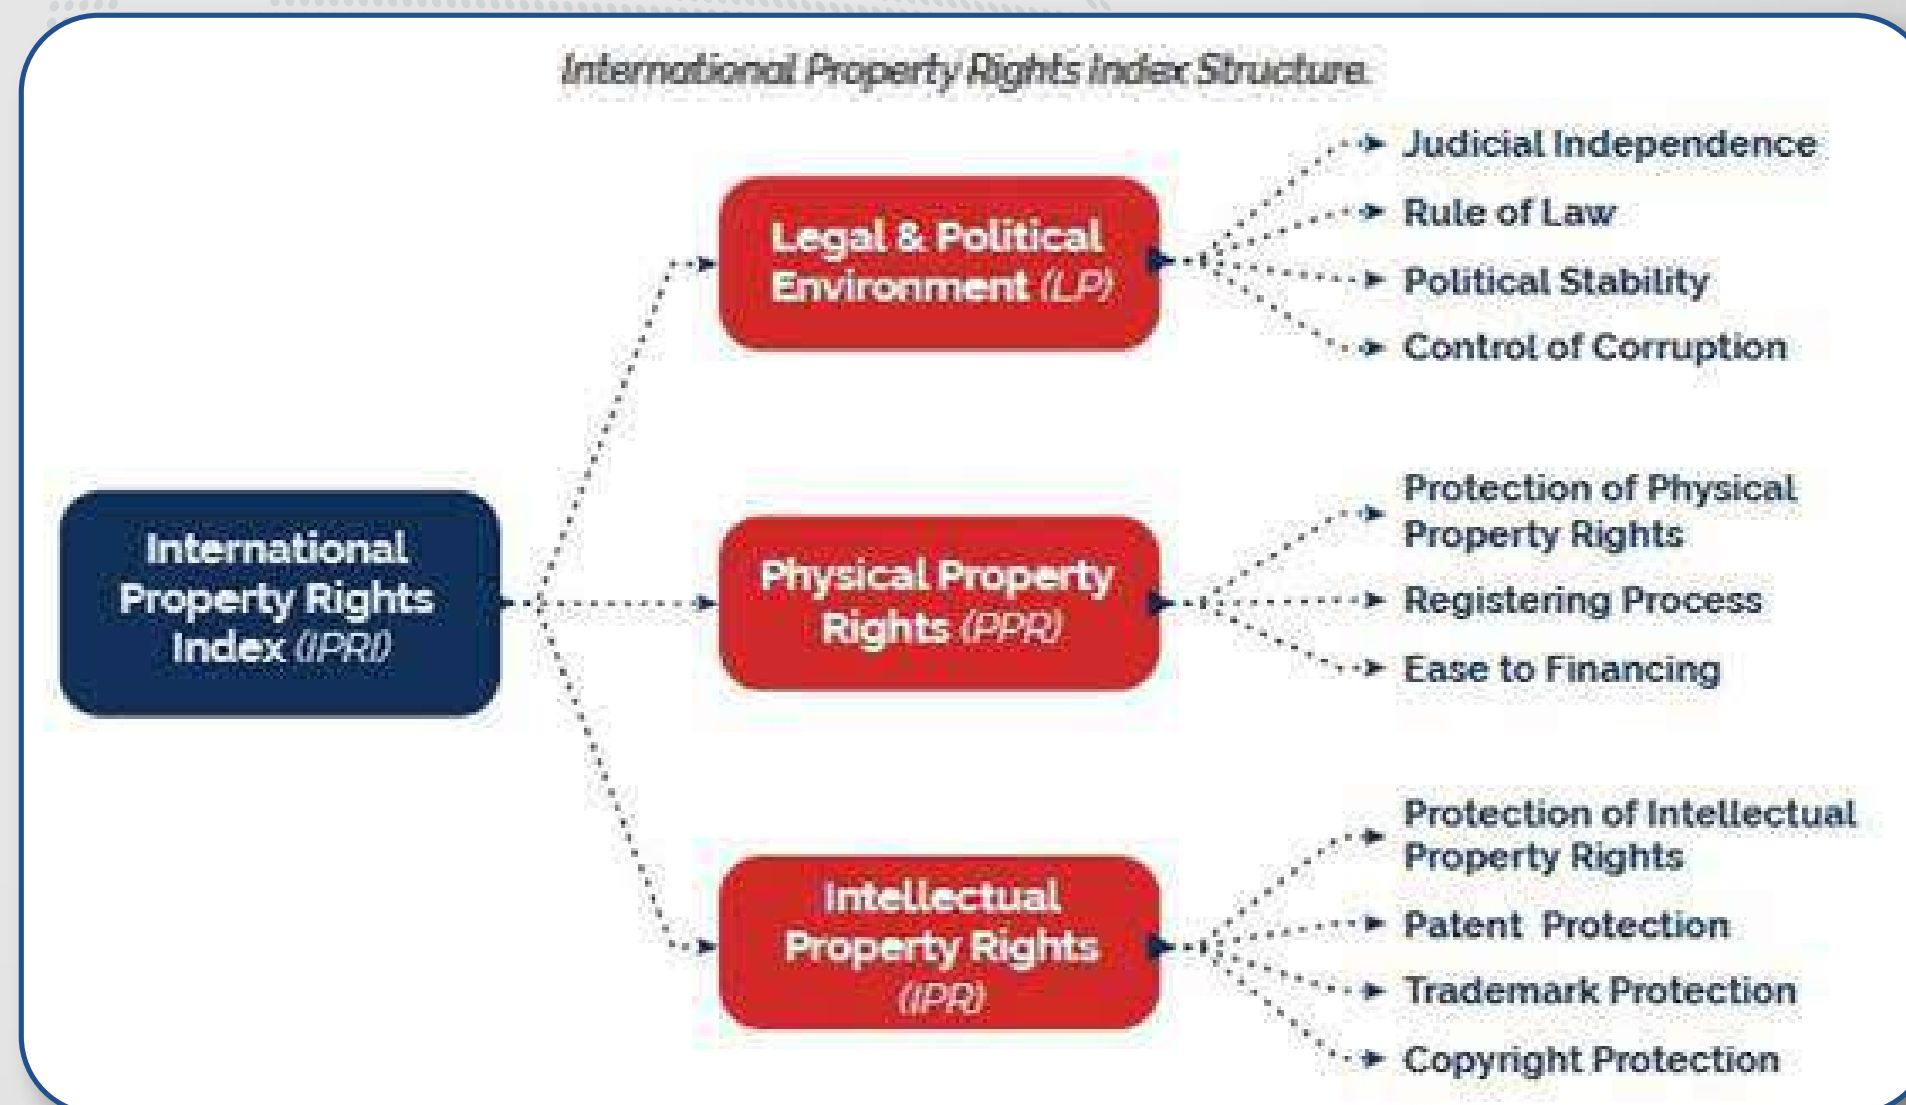 International Property Rights Index Structure.
International
Property Rights
Index (IPRI)
Legal & Political
Environment (LP)
Judicial Independence
Rule of Law
Political Stability
Control of Corruption
Physical Property
Rights (PPR)
Protection of Physical
Property Rights
Registering Process
Ease to Financing
Intellectual
Property Rights
(IPR)
Protection of Intellectual
Property Rights
Patent Protection
Trademark Protection
Copyright Protection